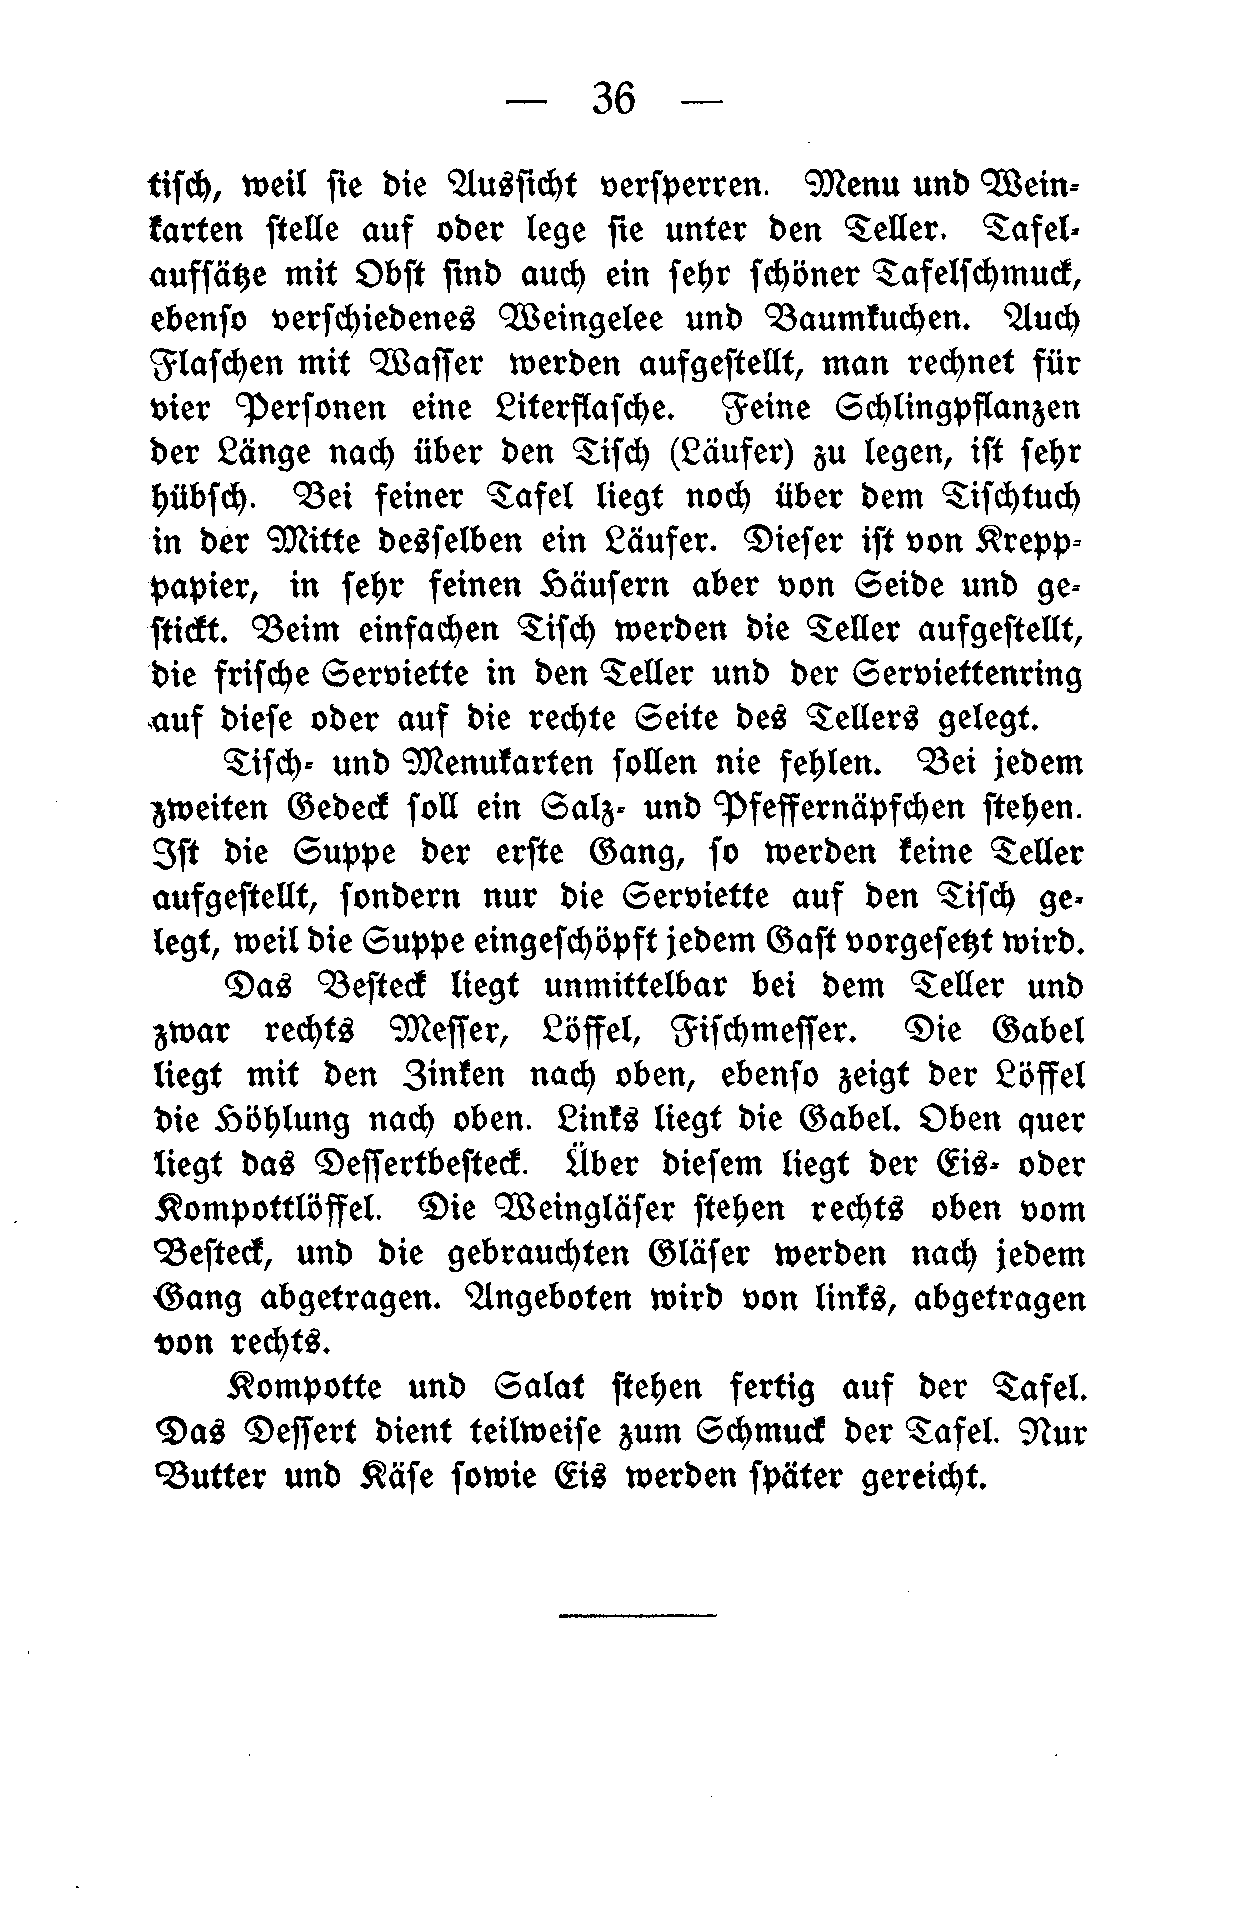 — 36 —
tisch, weil sie die Aussicht versperren. Menu und Wein-
karten stelle auf oder lege sie unter den Teller. Tafel-
aufsätze mit Obst sind auch ein sehr schöner Tafelschmuck,
ebenso verschiedenes Weingelee und Baumkuchen. Auch
Flaschen mit Wasser werden aufgestellt, man rechnet für
vier Personen eine Literflasche. Feine Schlingpflanzen
der Länge nach über den Tisch (Läufer) zu legen, ist sehr
hübsch. Bei feiner Tafel liegt noch über dem Tischtuch
in der Mitte desselben ein Läufer. Dieser ist von Krepp-
papier, in sehr feinen Häusern aber von Seide und ge-
stickt. Beim einfachen Tisch werden die Teller aufgestellt,
die frische Serviette in den Teller und der Serviettenring
auf diese oder auf die rechte Seite des Tellers gelegt.
Tisch- und Menukarten sollen nie fehlen. Bei jedem
zweiten Gedeck soll ein Salz- und Pfeffernäpfchen stehen.
Ist die Suppe der erste Gang, so werden keine Teller
aufgestellt, sondern nur die Serviette auf den Tisch ge-
legt, weil die Suppe eingeschöpft jedem Gast vorgesetzt wird.
Das Besteck liegt unmittelbar bei dem Teller und
zwar rechts Messer, Löffel, Fischmesser. Die Gabel
liegt mit den Zinken nach oben, ebenso zeigt der Löffel
die Höhlung nach oben. Links liegt die Gabel. Oben quer
liegt das Dessertbesteck. Über diesem liegt der Eis- oder
Kompottlöffel. Die Weingläser stehen rechts oben vom
Besteck, und die gebrauchten Gläser werden nach jedem
Gang abgetragen. Angeboten wird von links, abgetragen
von rechts.
Kompotte und Salat stehen fertig auf der Tafel.
Das Dessert dient teilweise zum Schmuck der Tafel. Nur
Butter und Käse sowie Eis werden später gereicht.